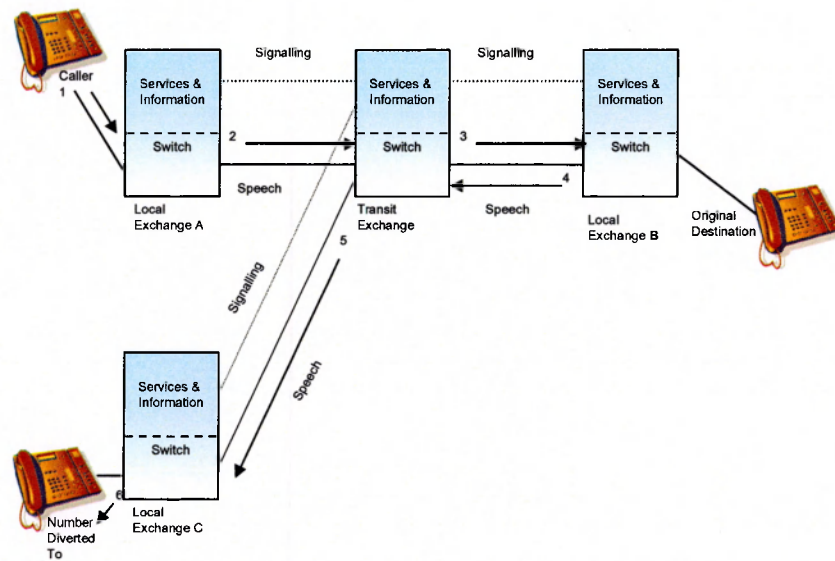 Signalling
Signalling
Caller
1
Services &
Information
Services &
Information
Services &
Information
2
3
Switch
Switch
Switch
Speech
4
Speech
Local
Exchange A
Transit
Exchange
Local
Exchange B
Original
Destination
5
Signalling
Speech
Services &
Information
Switch
6
Local
Exchange C
Number
Diverted
To